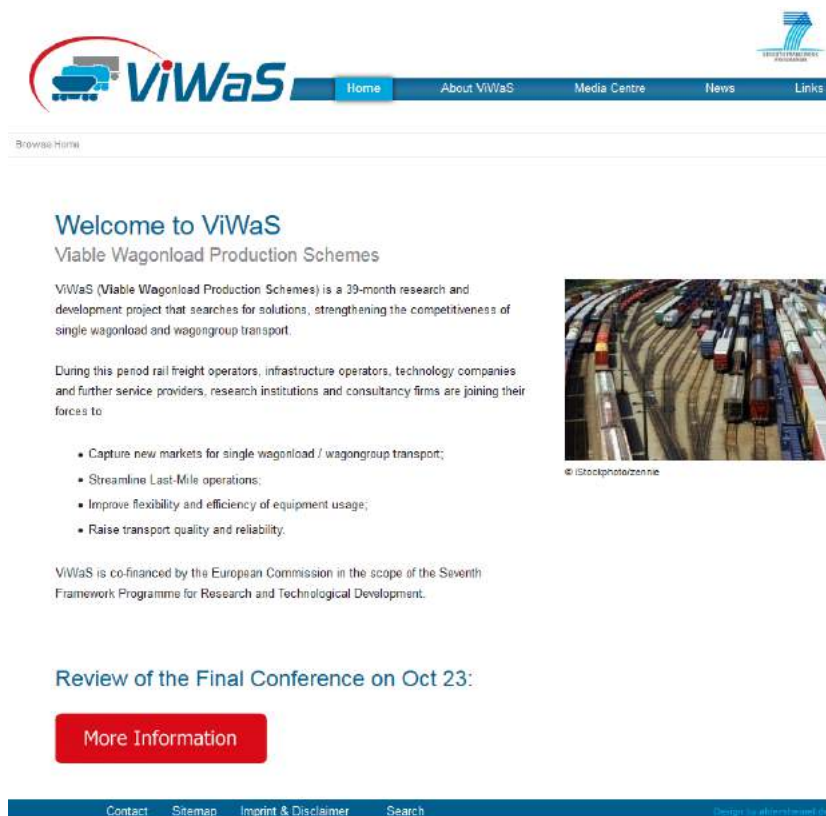 SEVENTH FRAMEWORK
PROGRAMME
ViWaS
Home About ViWaS Media Centre News Links
Browse: Home
Welcome to ViWaS
Viable Wagonload Production Schemes
ViWaS (Viable Wagonload Production Schemes) is a 39-month research and
development project that searches for solutions, strengthening the competitiveness of
single wagonload and wagongroup transport.
During this period rail freight operators, infrastructure operators, technology companies
and further service providers, research institutions and consultancy firms are joining their
forces to
• Capture new markets for single wagonload / wagongroup transport;
• Streamline Last-Mile operations;
• Improve flexibility and efficiency of equipment usage;
• Raise transport quality and reliability.
© iStockphoto/zennie
ViWaS is co-financed by the European Commission in the scope of the Seventh
Framework Programme for Research and Technological Development.
Review of the Final Conference on Oct 23:
More Information
Contact Sitemap Imprint & Disclaimer Search
Design by